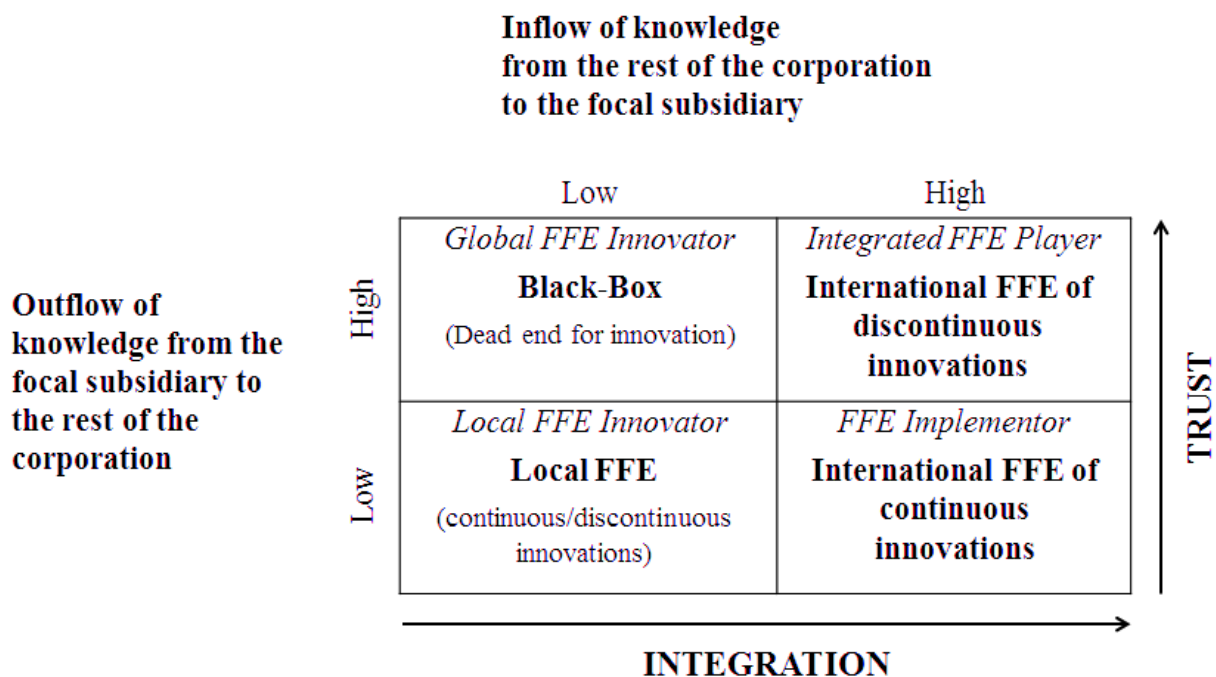 Inflow of knowledge
from the rest of the corporation
to the focal subsidiary
Low
High
Outflow of
knowledge from the
focal subsidiary to
the rest of the
corporation
High
Global FFE Innovator
Black-Box
(Dead end for innovation)
Integrated FFE Player
International FFE of
discontinuous
innovations
Low
Local FFE Innovator
Local FFE
(continuous/discontinuous
innovations)
FFE Implementor
International FFE of
continuous
innovations
TRUST
INTEGRATION